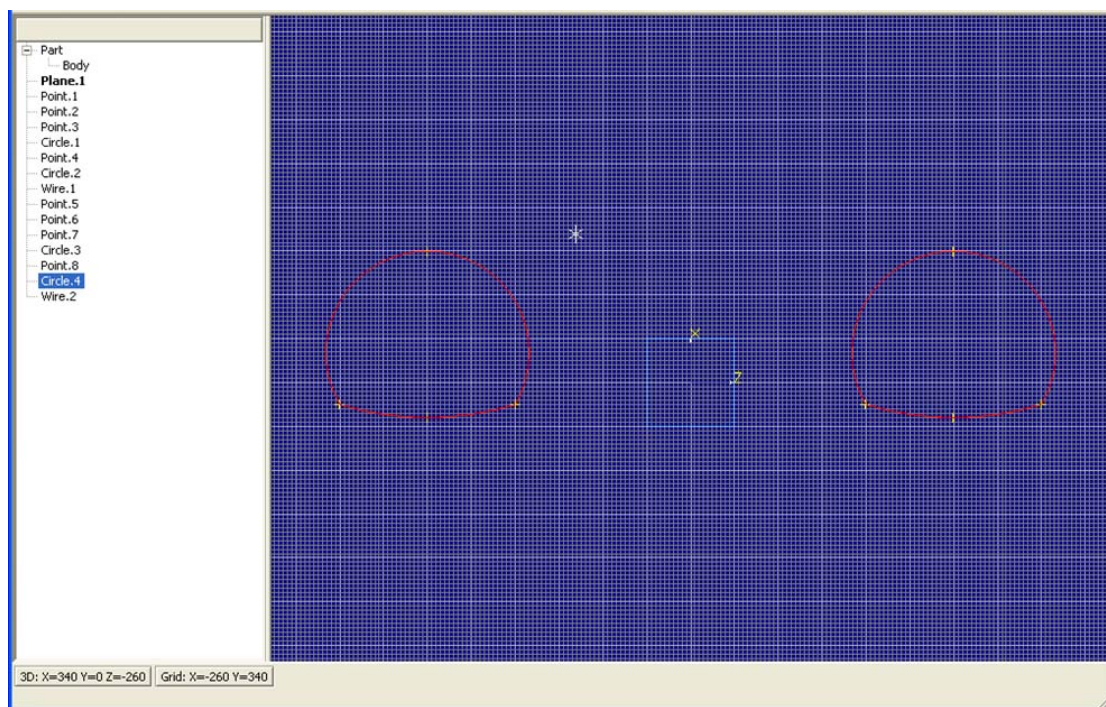 Part
Body
Plane.1
Point.1
Point.2
Point.3
Circle.1
Point.4
Circle.2
Wire.1
Point.5
Point.6
Point.7
Circle.3
Point.8
Circle.4
Wire.2
X
Z
3D: X=340 Y=0 Z=-260 Grid: X=-260 Y=340